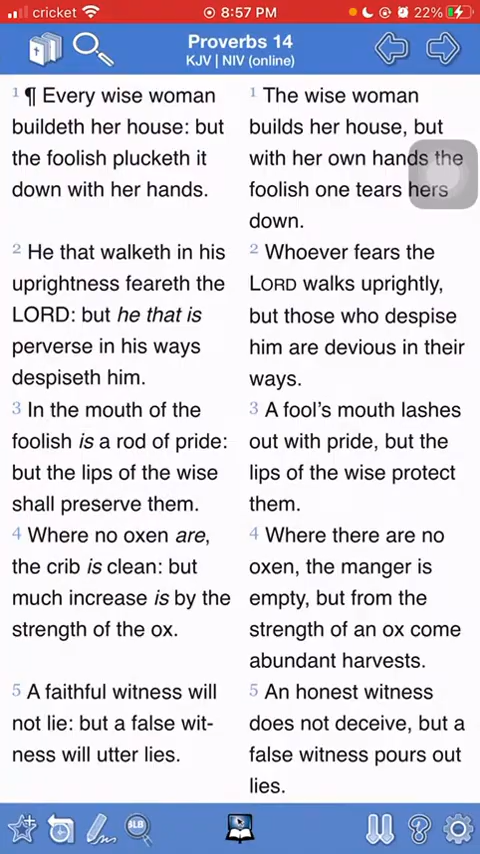 cricket 8:57 PM 22%
Proverbs 14
KJV | NIV (online)
1 ¶ Every wise woman
buildeth her house: but
the foolish plucketh it
down with her hands.
2 He that walketh in his
uprightness feareth the
LORD: but he that is
perverse in his ways
despiseth him.
3 In the mouth of the
foolish is a rod of pride:
but the lips of the wise
shall preserve them.
4 Where no oxen are,
the crib is clean: but
much increase is by the
strength of the ox.
5 A faithful witness will
not lie: but a false wit-
ness will utter lies.
1 The wise woman
builds her house, but
with her own hands the
foolish one tears hers
down.
2 Whoever fears the
LORD walks uprightly,
but those who despise
him are devious in their
ways.
3 A fool’s mouth lashes
out with pride, but the
lips of the wise protect
them.
4 Where there are no
oxen, the manger is
empty, but from the
strength of an ox come
abundant harvests.
5 An honest witness
does not deceive, but a
false witness pours out
lies.
BLB